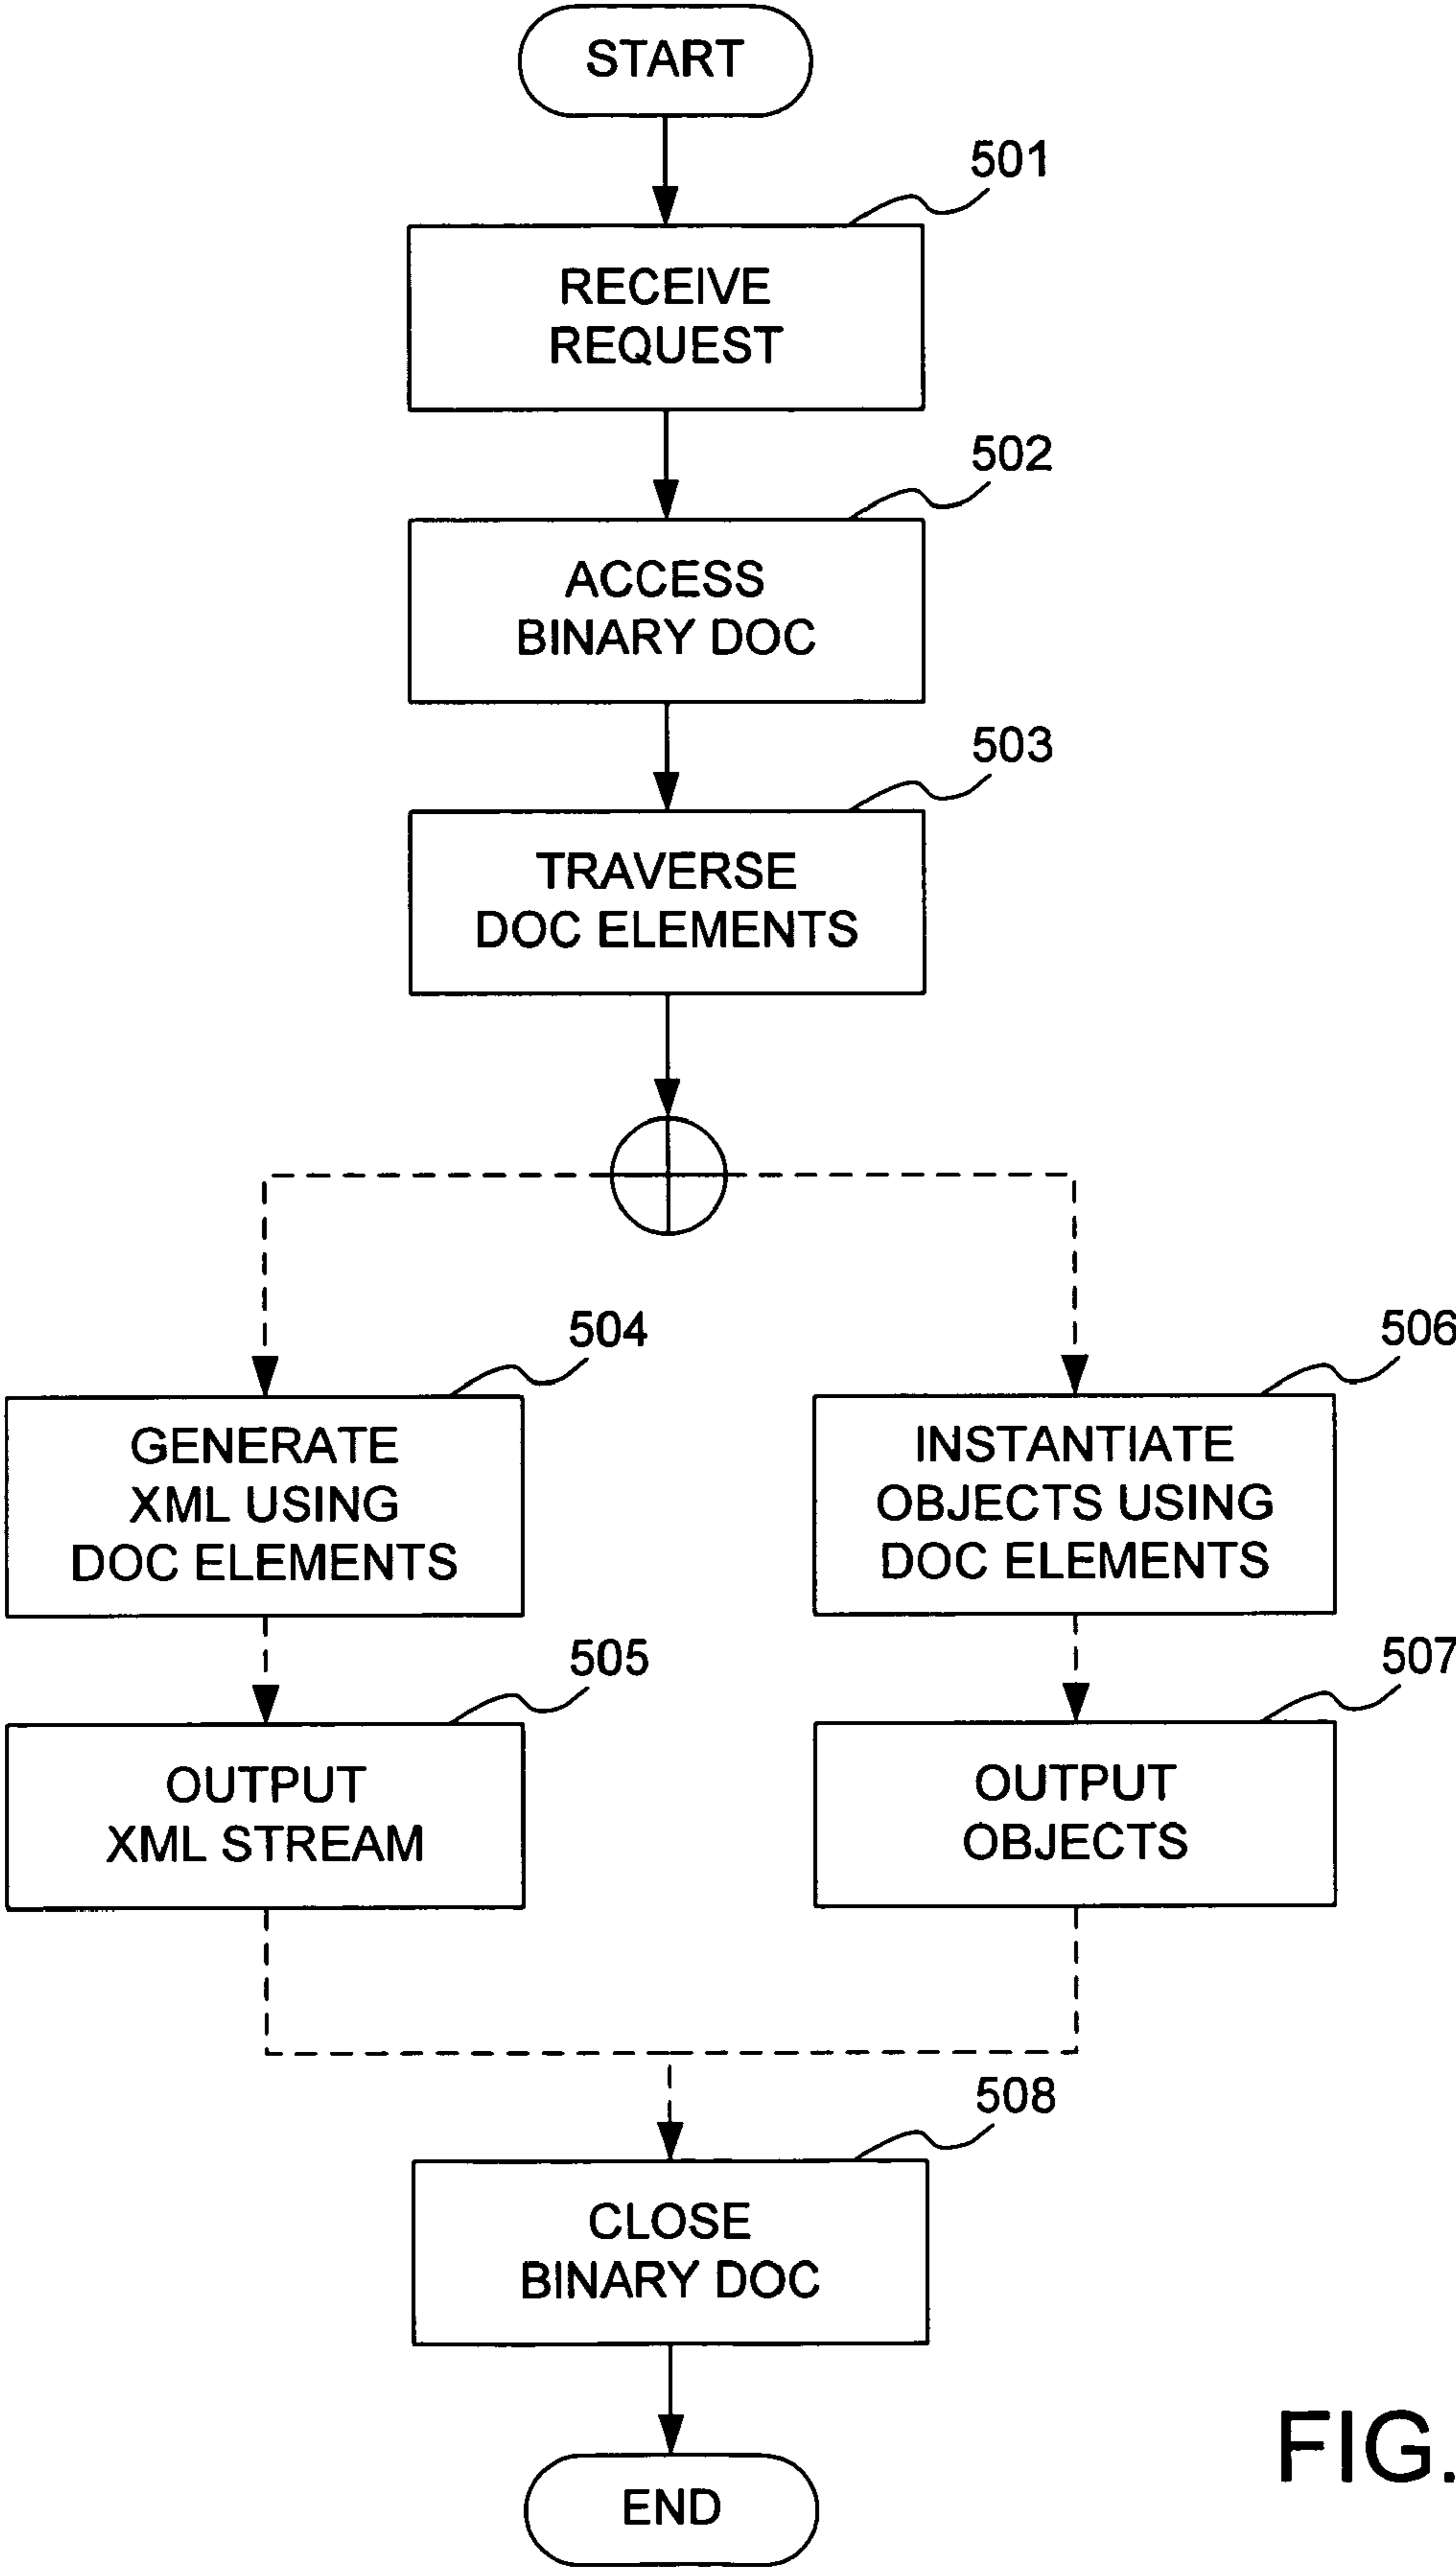 START
501
RECEIVE
REQUEST
502
ACCESS
BINARY DOC
503
TRAVERSE
DOC ELEMENTS
504
GENERATE
XML USING
DOC ELEMENTS
506
INSTANTIATE
OBJECTS USING
DOC ELEMENTS
505
OUTPUT
XML STREAM
507
OUTPUT
OBJECTS
508
CLOSE
BINARY DOC
END
FIG.